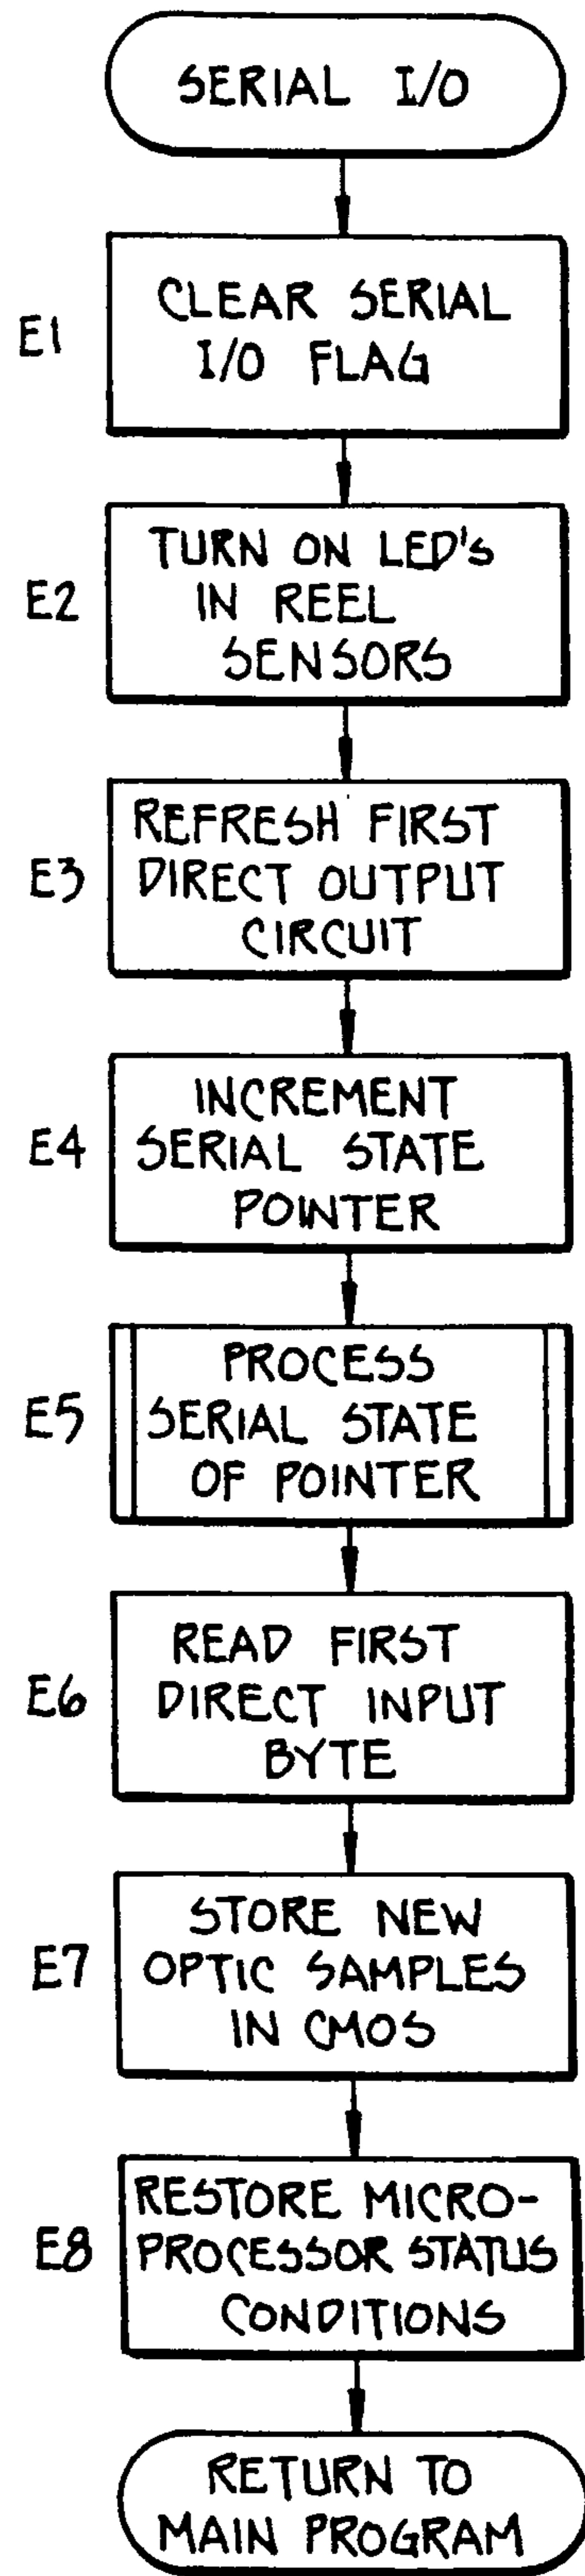 SERIAL I/O
E1
CLEAR SERIAL
I/O FLAG
E2
TURN ON LED's
IN REEL
SENSORS
E3
REFRESH FIRST
DIRECT OUTPUT
CIRCUIT
E4
INCREMENT
SERIAL STATE
POINTER
E5
PROCESS
SERIAL STATE
OF POINTER
E6
READ FIRST
DIRECT INPUT
BYTE
E7
STORE NEW
OPTIC SAMPLES
IN CMOS
E8
RESTORE MICRO-
PROCESSOR STATUS
CONDITIONS
RETURN TO
MAIN PROGRAM